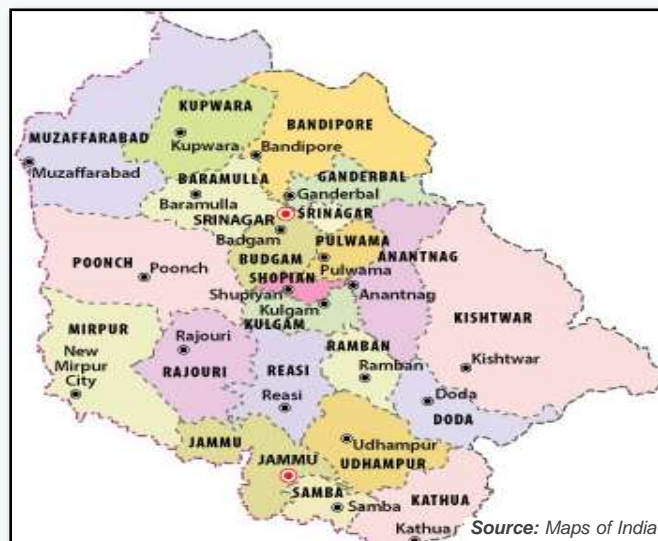 KUPWARA
BANDIPORE
MUZAFFARABAD
Kupwara
Bandipore
Muzaffarabad
BARAMULLA
GANDERBAL
Baramulla
Ganderbal
SRINAGAR
SRINAGAR
Badgam
PULWAMA
ANANTNAG
POONCH
Poonch
BUDGAM
SHOPIAN
Pulwama
Shupiyan
Anantnag
Kulgam
KULGAM
KISHTWAR
MIRPUR
Rajouri
RAMBAN
New
Mirpur
City
RAJOURI
REASI
Ramban
Kishtwar
Reasi
Doda
DODA
JAMMU
Udhampur
JAMMU
UDHAMPUR
SAMBA
Samba
KATHUA
Kathua
Source: Maps of India